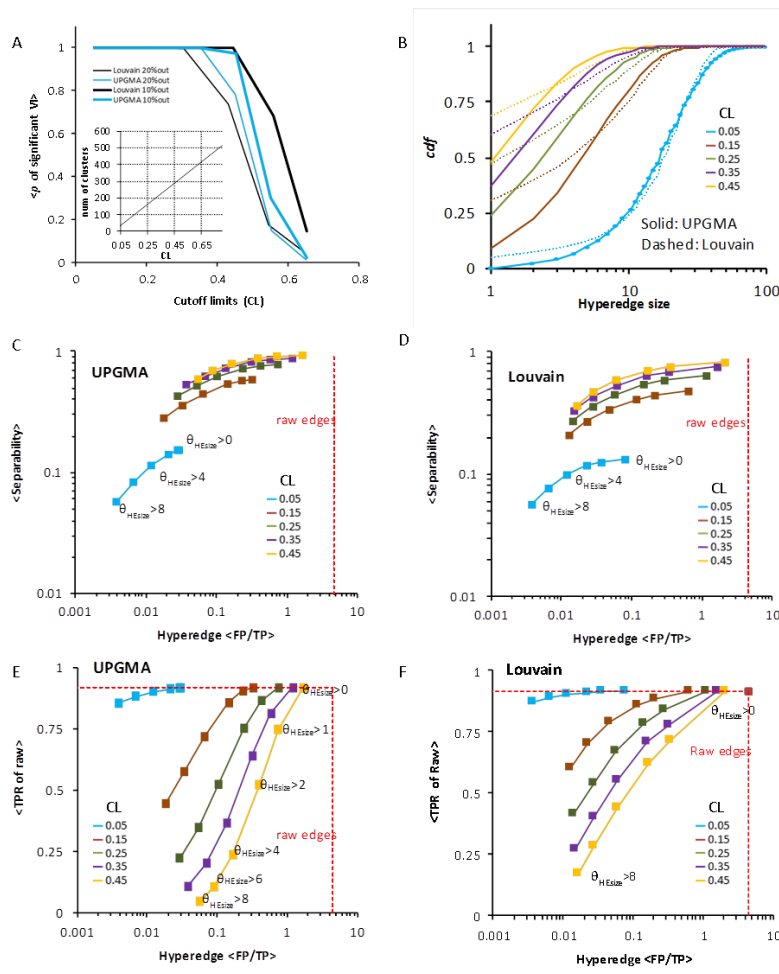 A
1
0.8
0.6
0.4
0.2
0
<p of significant VI>
Louvain 20%out
UPGMA 20%out
Louvain 10%out
UPGMA 10%out
600
500
400
300
200
100
0
num of clusters
0.05 0.25 0.45 0.65
CL
0 0.2 0.4 0.6 0.8
Cutoff limits (CL)
B
1
0.75
0.5
0.25
0
cdf
CL
0.05
0.15
0.25
0.35
0.45
Solid: UPGMA
Dashed: Louvain
1 10 100
Hyperedge size
C
UPGMA
1
0.1
0.01
<Separability>
raw edges
θHEsize>0
θHEsize>4
θHEsize>8
CL
0.05
0.15
0.25
0.35
0.45
0.001 0.01 0.1 1 10
Hyperedge <FP/TP>
D
Louvain
1
0.1
0.01
<Separability>
raw edges
θHEsize>0
θHEsize>4
θHEsize>8
CL
0.05
0.15
0.25
0.35
0.45
0.001 0.01 0.1 1 10
Hyperedge <FP/TP>
E
UPGMA
1
0.75
0.5
0.25
0
<TPR of raw>
θHEsize>0
θHEsize>1
θHEsize>2
θHEsize>4
θHEsize>6
θHEsize>8
raw edges
CL
0.05
0.15
0.25
0.35
0.45
0.001 0.01 0.1 1 10
Hyperedge <FP/TP>
F
Louvain
1
0.75
0.5
0.25
0
<TPR of Raw>
θHEsize>0
Raw edges
θHEsize>8
CL
0.05
0.15
0.25
0.35
0.45
0.001 0.01 0.1 1 10
Hyperedge <FP/TP>